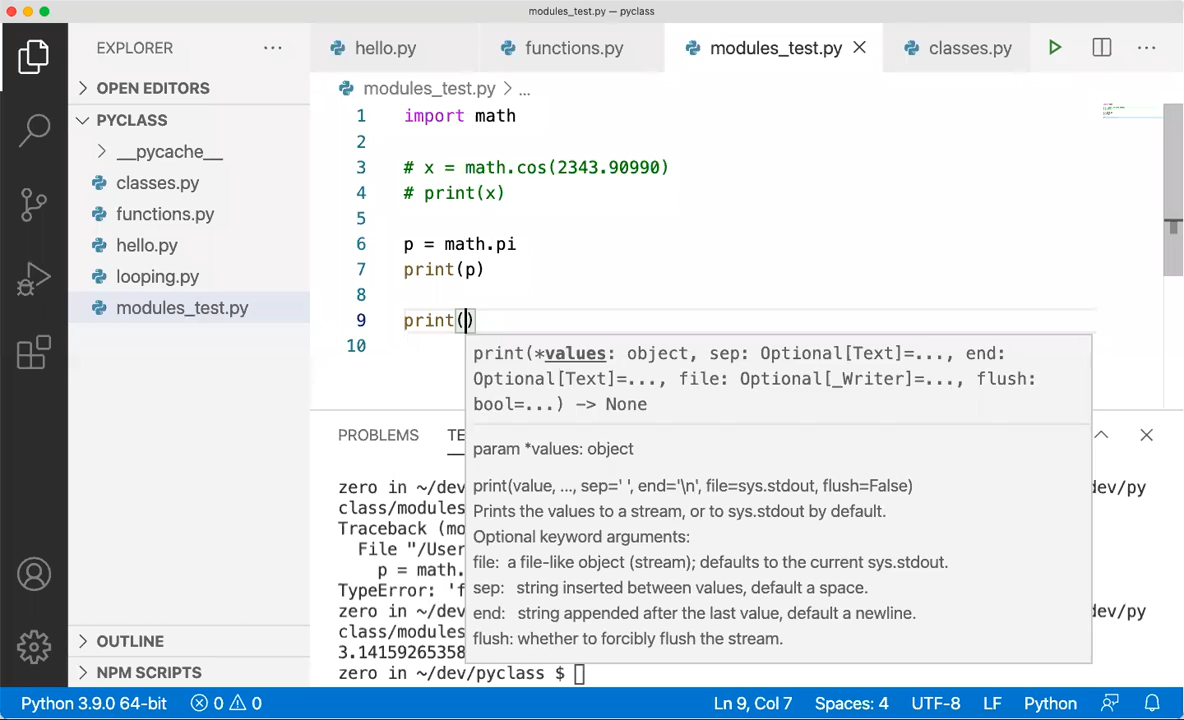 modules_test.py — pyclass
EXPLORER
hello.py
functions.py
modules_test.py
classes.py
OPEN EDITORS
PYCLASS
__pycache__
classes.py
functions.py
hello.py
looping.py
modules_test.py
OUTLINE
NPM SCRIPTS
modules_test.py > ...
1 import math
2
3 # x = math.cos(2343.90990)
4 # print(x)
5
6 p = math.pi
7 print(p)
8
9 print()
10
print(*values: object, sep: Optional[Text]=..., end:
Optional[Text]=..., file: Optional[_Writer]=..., flush:
bool=...) -> None
param *values: object
print(value, ..., sep=' ', end='\n', file=sys.stdout, flush=False)
Prints the values to a stream, or to sys.stdout by default.
Optional keyword arguments:
file: a file-like object (stream); defaults to the current sys.stdout.
sep: string inserted between values, default a space.
end: string appended after the last value, default a newline.
flush: whether to forcibly flush the stream.
PROBLEMS TE
zero in ~/dev dev/py
class/modules
Traceback (mo
File "/User
p = math.
TypeError: 'f
zero in ~/dev dev/py
class/modules
3.14159265358
zero in ~/dev/pyclass $
Python 3.9.0 64-bit 0 0 Ln 9, Col 7 Spaces: 4 UTF-8 LF Python